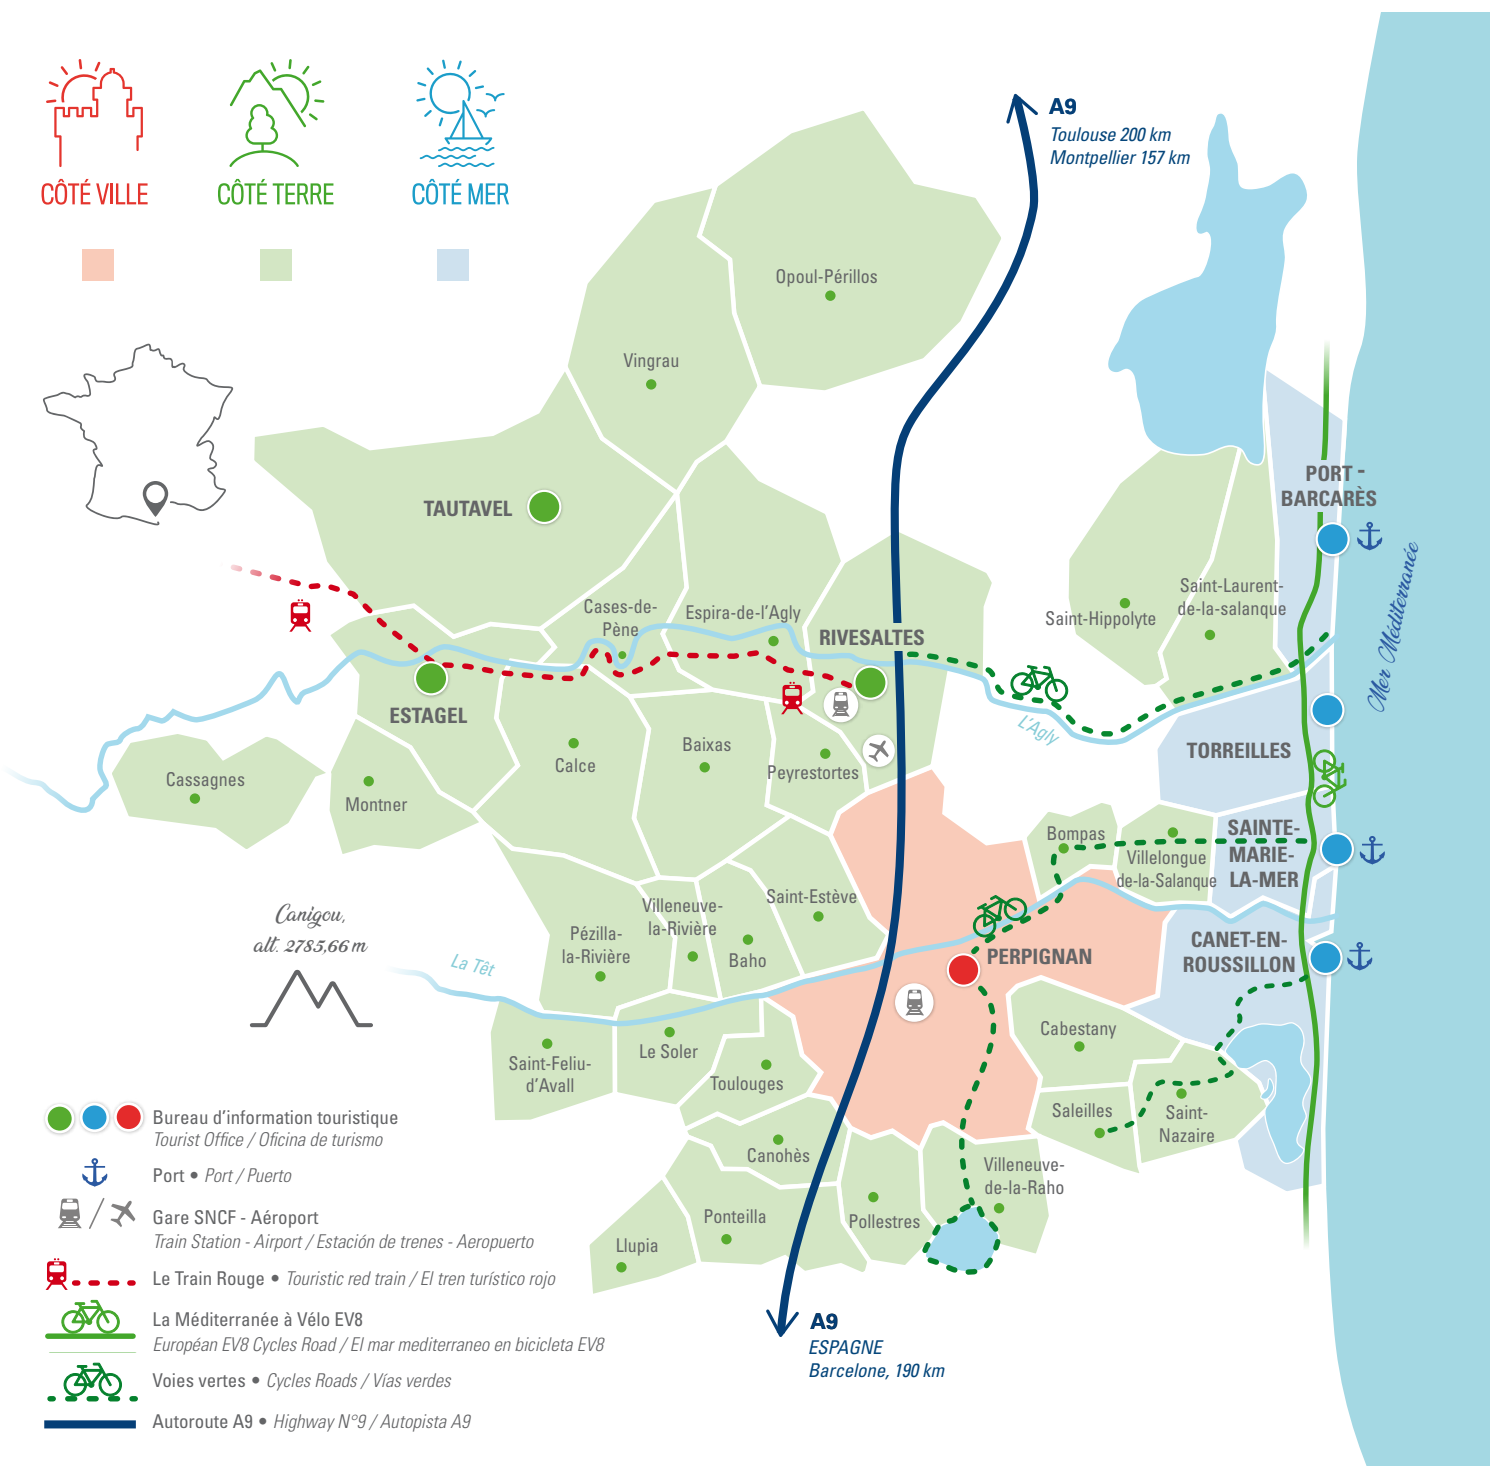 CÔTÉ VILLE
CÔTÉ TERRE
CÔTÉ MER
A9
Toulouse 200 km
Montpellier 157 km
Opoul-Périllos
Vingrau
TAUTAVEL
PORT -
BARCARÈS
Mer Méditerranée
Saint-Laurent-
de-la-salanque
Saint-Hippolyte
Cases-de-
Pène
Espira-de-l'Agly
RIVESALTES
ESTAGEL
L'Agly
TORREILLES
Cassagnes
Montner
Calce
Baixas
Peyrestortes
Bompas
Villelongue
de-la-Salanque
SAINTE-
MARIE-
LA-MER
Canigou,
alt. 2785,66 m
Villeneuve-
la-Rivière
Saint-Estève
Pézilla-
la-Rivière
Baho
La Têt
PERPIGNAN
CANET-EN-
ROUSSILLON
Saint-Feliu-
d'Avall
Le Soler
Toulouges
Cabestany
Saleilles
Saint-
Nazaire
Canohès
Villeneuve-
de-la-Raho
Ponteilla
Pollestres
Llupia
A9
ESPAGNE
Barcelone, 190 km
Bureau d'information touristique
Tourist Office / Oficina de turismo
Port • Port / Puerto
Gare SNCF - Aéroport
Train Station - Airport / Estación de trenes - Aeropuerto
Le Train Rouge • Touristic red train / El tren turístico rojo
La Méditerranée à Vélo EV8
Européan EV8 Cycles Road / El mar mediterraneo en bicicleta EV8
Voies vertes • Cycles Roads / Vías verdes
Autoroute A9 • Highway N°9 / Autopista A9